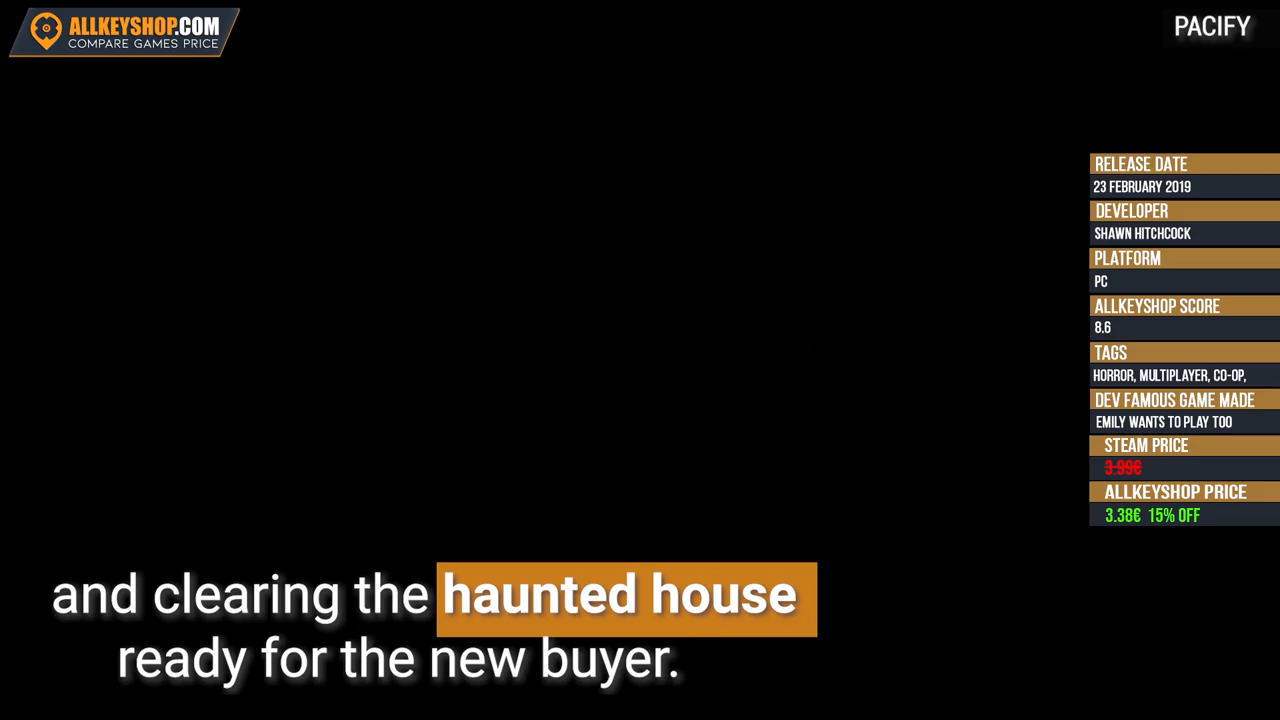 ALLKEYSHOP.COM
COMPARE GAMES PRICE
PACIFY
RELEASE DATE
23 FEBRUARY 2019
DEVELOPER
SHAWN HITCHCOCK
PLATFORM
PC
ALLKEYSHOP SCORE
8.6
TAGS
HORROR, MULTIPLAYER, CO-OP,
DEV FAMOUS GAME MADE
EMILY WANTS TO PLAY TOO
STEAM PRICE
3.99€
ALLKEYSHOP PRICE
3.38€ 15% OFF
and clearing the haunted house
ready for the new buyer.